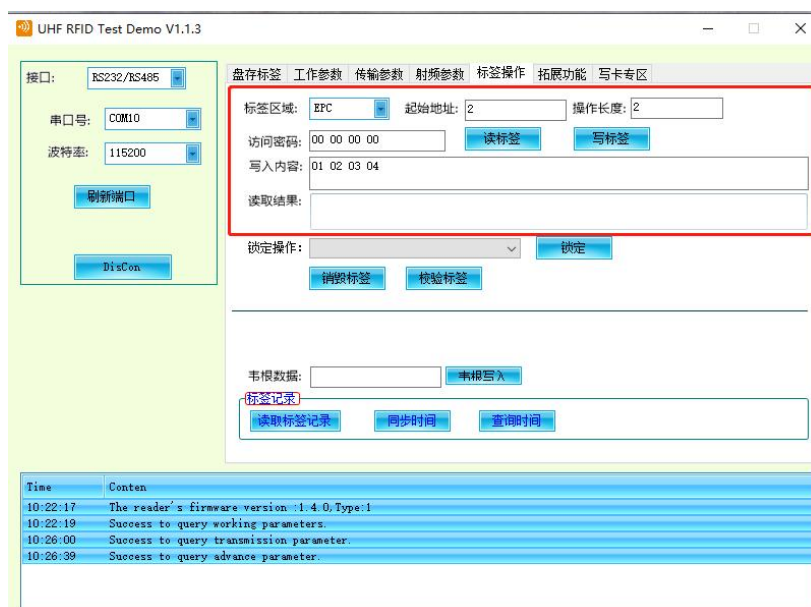 UHF RFID Test Demo V1.1.3
接口: RS232/RS485
串口号: COM10
波特率: 115200
刷新端口
DisCon
盘存标签 工作参数 传输参数 射频参数 标签操作 拓展功能 写卡专区
标签区域: EPC 起始地址: 2 操作长度: 2
访问密码: 00 00 00 00 读标签 写标签
写入内容: 01 02 03 04
读取结果:
锁定操作: 锁定
销毁标签 校验标签
韦根数据: 韦根写入
标签记录
读取标签记录 同步时间 查询时间
Time Conten
10:22:17 The reader's firmware version :1.4.0,Type:1
10:22:19 Success to query working parameters.
10:26:00 Success to query transmission parameter.
10:26:39 Success to query advance parameter.